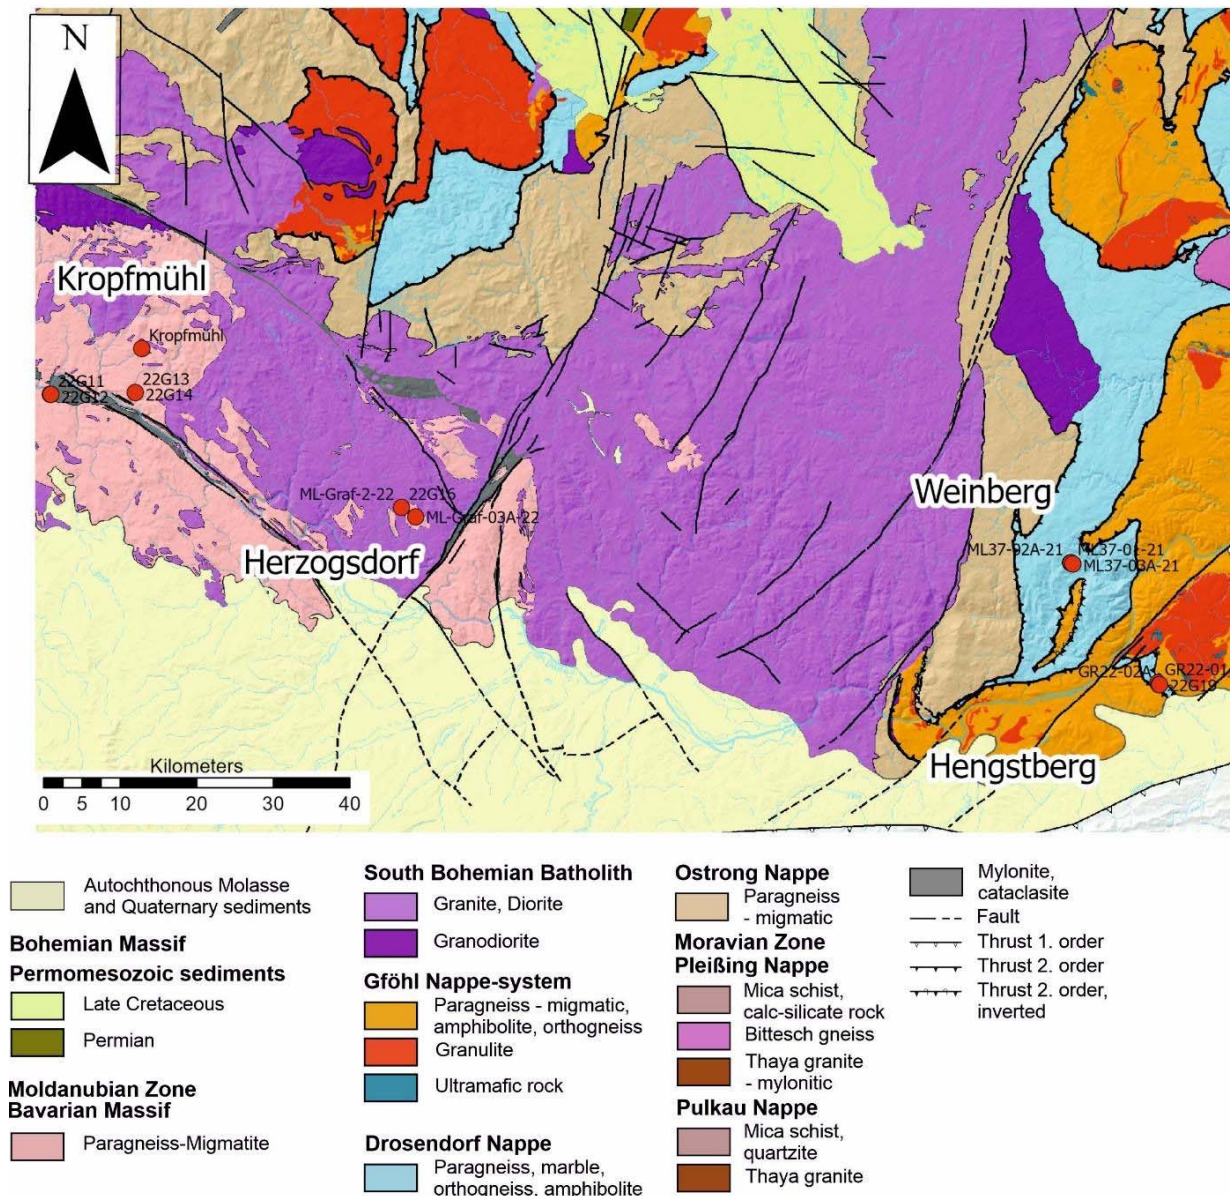 N
Kropfmühl
Kropfmühl
22G11
22G12
22G13
22G14
ML-Graf-2-22
22G16
ML-Graf-03A-22
Herzogsdorf
Weinberg
ML37-02A-21
ML37-01-21
ML37-03A-21
GR22-02A
GR22-01
22G19
Hengstberg
Kilometers
0 5 10 20 30 40
Autochthonous Molasse
and Quaternary sediments
Bohemian Massif
Permomesozoic sediments
Late Cretaceous
Permian
Moldanubian Zone
Bavarian Massif
Paragneiss-Migmatite
South Bohemian Batholith
Granite, Diorite
Granodiorite
Gföhl Nappe-system
Paragneiss - migmatic,
amphibolite, orthogneiss
Granulite
Ultramafic rock
Drosendorf Nappe
Paragneiss, marble,
orthogneiss, amphibolite
Ostrong Nappe
Paragneiss
- migmatic
Moravian Zone
Pleißing Nappe
Mica schist,
calc-silicate rock
Bittesch gneiss
Thaya granite
- mylonitic
Pulkau Nappe
Mica schist,
quartzite
Thaya granite
Mylonite,
cataclasite
Fault
Thrust 1. order
Thrust 2. order
Thrust 2. order,
inverted